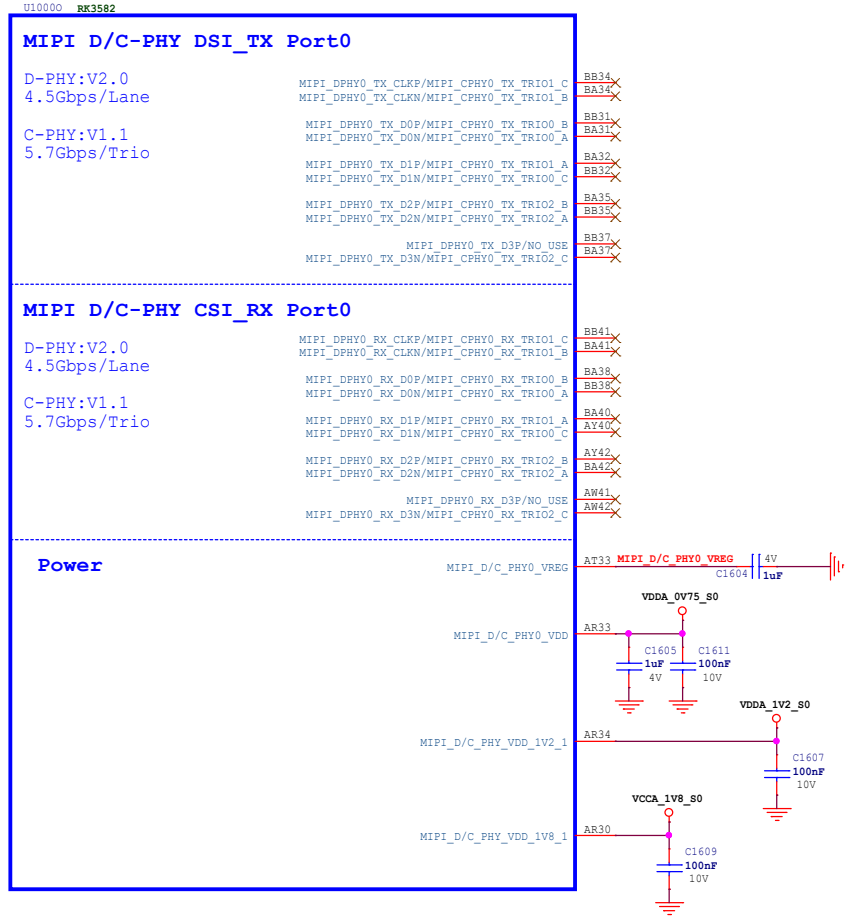 U1000O RK3582
MIPI D/C-PHY DSI_TX Port0
D-PHY:V2.0
4.5Gbps/Lane
C-PHY:V1.1
5.7Gbps/Trio
MIPI_DPHY0_TX_CLKP/MIPI_CPHY0_TX_TRIO1_C BB34
MIPI_DPHY0_TX_CLKN/MIPI_CPHY0_TX_TRIO1_B BA34
MIPI_DPHY0_TX_D0P/MIPI_CPHY0_TX_TRIO0_B BB31
MIPI_DPHY0_TX_D0N/MIPI_CPHY0_TX_TRIO0_A BA31
MIPI_DPHY0_TX_D1P/MIPI_CPHY0_TX_TRIO1_A BA32
MIPI_DPHY0_TX_D1N/MIPI_CPHY0_TX_TRIO0_C BB32
MIPI_DPHY0_TX_D2P/MIPI_CPHY0_TX_TRIO2_B BA35
MIPI_DPHY0_TX_D2N/MIPI_CPHY0_TX_TRIO2_A BB35
MIPI_DPHY0_TX_D3P/NO_USE BB37
MIPI_DPHY0_TX_D3N/MIPI_CPHY0_TX_TRIO2_C BA37
MIPI D/C-PHY CSI_RX Port0
D-PHY:V2.0
4.5Gbps/Lane
C-PHY:V1.1
5.7Gbps/Trio
MIPI_DPHY0_RX_CLKP/MIPI_CPHY0_RX_TRIO1_C BB41
MIPI_DPHY0_RX_CLKN/MIPI_CPHY0_RX_TRIO1_B BA41
MIPI_DPHY0_RX_D0P/MIPI_CPHY0_RX_TRIO0_B BA38
MIPI_DPHY0_RX_D0N/MIPI_CPHY0_RX_TRIO0_A BB38
MIPI_DPHY0_RX_D1P/MIPI_CPHY0_RX_TRIO1_A BA40
MIPI_DPHY0_RX_D1N/MIPI_CPHY0_RX_TRIO0_C AY40
MIPI_DPHY0_RX_D2P/MIPI_CPHY0_RX_TRIO2_B AY42
MIPI_DPHY0_RX_D2N/MIPI_CPHY0_RX_TRIO2_A BA42
MIPI_DPHY0_RX_D3P/NO_USE AW41
MIPI_DPHY0_RX_D3N/MIPI_CPHY0_RX_TRIO2_C AW42
Power
MIPI_D/C_PHY0_VREG AT33 MIPI_D/C_PHY0_VREG 4V
C1604 1uF
VDDA_0V75_S0
MIPI_D/C_PHY0_VDD AR33
C1605 C1611
1uF 100nF
4V 10V
VDDA_1V2_S0
MIPI_D/C_PHY_VDD_1V2_1 AR34
C1607
100nF
10V
VCCA_1V8_S0
MIPI_D/C_PHY_VDD_1V8_1 AR30
C1609
100nF
10V